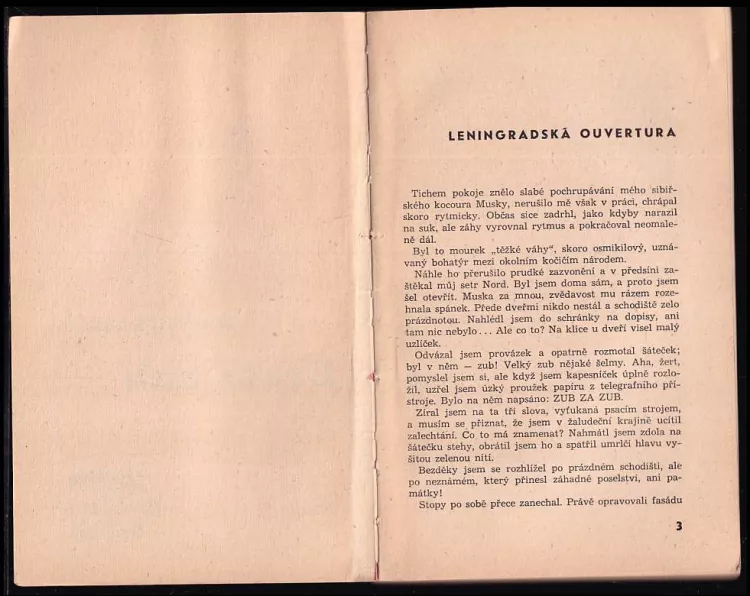 LENINGRADSKÁ OUVERTURA
Tichem pokoje znělo slabé pochrupávání mého sibiř-
ského kocoura Musky, nerušilo mě však v práci, chrápal
skoro rytmicky. Občas sice zadrhl, jako kdyby narazil
na suk, ale záhy vyrovnal rytmus a pokračoval neomale-
ně dál.
Byl to mourek „těžké váhy“, skoro osmikilový, uzná-
vaný bohatýr mezi okolním kočičím národem.
Náhle ho přerušilo prudké zazvonění a v předsíni za-
štěkal můj setr Nord. Byl jsem doma sám, a proto jsem
šel otevřít. Muska za mnou, zvědavost mu rázem roze-
hnala spánek. Přede dveřmi nikdo nestál a schodiště zelo
prázdnotou. Nahlédl jsem do schránky na dopisy, ani
tam nic nebylo... Ale co to? Na klice u dveří visel malý
uzlíček.
Odvázal jsem provázek a opatrně rozmotal šáteček;
byl v něm — zub! Velký zub nějaké šelmy. Aha, žert,
pomyslel jsem si, ale když jsem kapesníček úplně rozlo-
žil, uzřel jsem úzký proužek papíru z telegrafního pří-
stroje. Bylo na něm napsáno: ZUB ZA ZUB.
Zíral jsem na ta tři slova, vyťukaná psacím strojem,
a musím se přiznat, že jsem v žaludeční krajině ucítil
zalechtání. Co to má znamenat? Nahmátl jsem zdola na
šátečku stehy, obrátil jsem ho a spatřil umrlčí hlavu vy-
šitou zelenou nití.
Bezděky jsem se rozhlížel po prázdném schodišti, ale
po neznámém, který přinesl záhadné poselství, ani pa-
mátky!
Stopy po sobě přece zanechal. Právě opravovali fasádu
3